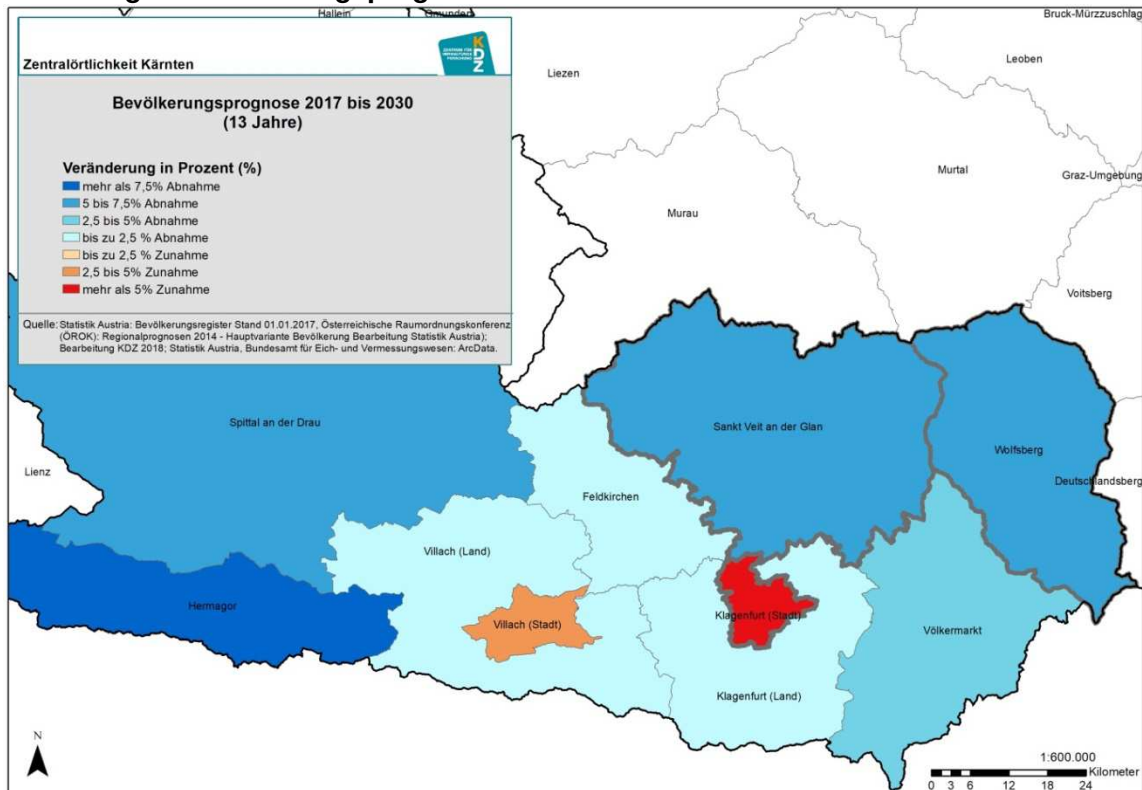 Hallein
Gmunden
Bruck-Mürzzuschlag
Zentralörtlichkeit Kärnten
KDZ
ZENTRUM FÜR
VERWALTUNGS
FORSCHUNG
Bevölkerungsprognose 2017 bis 2030
(13 Jahre)
Veränderung in Prozent (%)
mehr als 7,5% Abnahme
5 bis 7,5% Abnahme
2,5 bis 5% Abnahme
bis zu 2,5 % Abnahme
bis zu 2,5 % Zunahme
2,5 bis 5% Zunahme
mehr als 5% Zunahme
Quelle: Statistik Austria: Bevölkerungsregister Stand 01.01.2017, Österreichische Raumordnungskonferenz
(ÖROK): Regionalprognosen 2014 - Hauptvariante Bevölkerung Bearbeitung Statistik Austria);
Bearbeitung KDZ 2018; Statistik Austria, Bundesamt für Eich- und Vermessungswesen: ArcData.
Liezen
Leoben
Murtal
Graz-Umgebung
Murau
Voitsberg
Spittal an der Drau
Sankt Veit an der Glan
Wolfsberg
Lienz
Deutschlandsberg
Feldkirchen
Villach (Land)
Hermagor
Villach (Stadt)
Klagenfurt (Stadt)
Völkermarkt
Klagenfurt (Land)
N
1:600.000
Kilometer
0 3 6 12 18 24